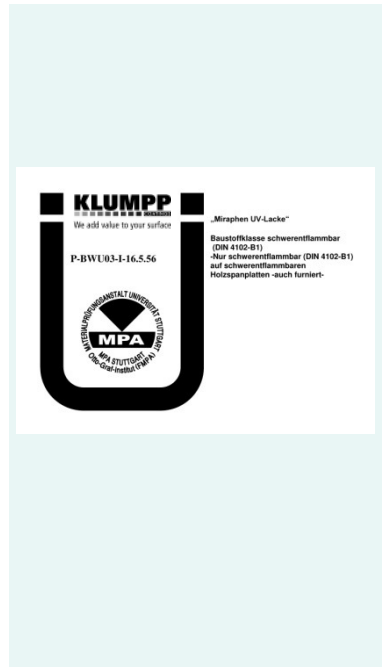 KLUMPP
COATINGS
We add value to your surface
P-BWU03-I-16.5.56
MATERIALPRÜFUNGSANSTALT UNIVERSITÄT STUTTGART
MPA
MPA STUTTGART
Otto-Graf-Institut (FMPA)
„Miraphen UV-Lacke“
Baustoffklasse schwerentflammbar
(DIN 4102-B1)
-Nur schwerentflammbar (DIN 4102-B1)
auf schwerentflammbaren
Holzspanplatten -auch furniert-